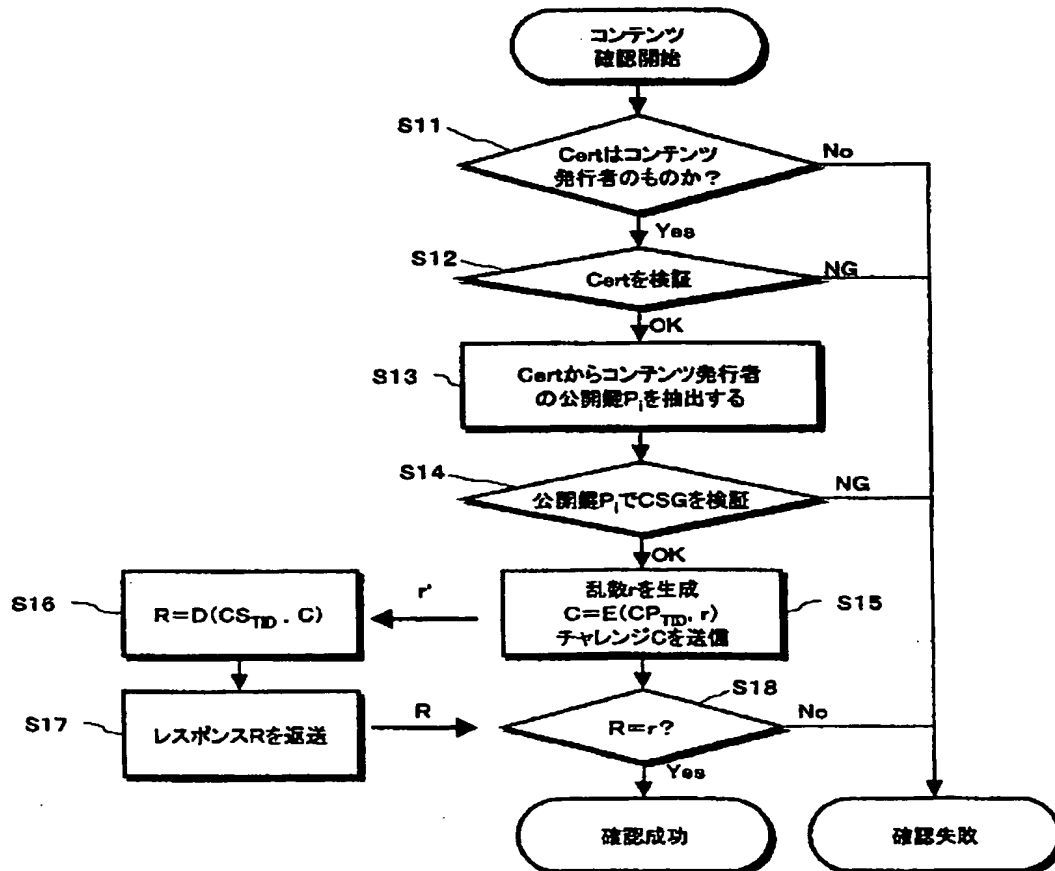 コンテンツ
確認開始
S11
Certはコンテンツ
発行者のものか?
No
Yes
S12
Certを検証
NG
OK
S13
Certからコンテンツ発行者
の公開鍵Piを抽出する
S14
公開鍵PiでCSGを検証
NG
OK
S16
R=D(CSTID, C)
r'
乱数rを生成
C=E(CPTID, r)
チャレンジCを送信
S15
S17
レスポンスRを返送
R
S18
R=r?
No
Yes
確認成功
確認失敗